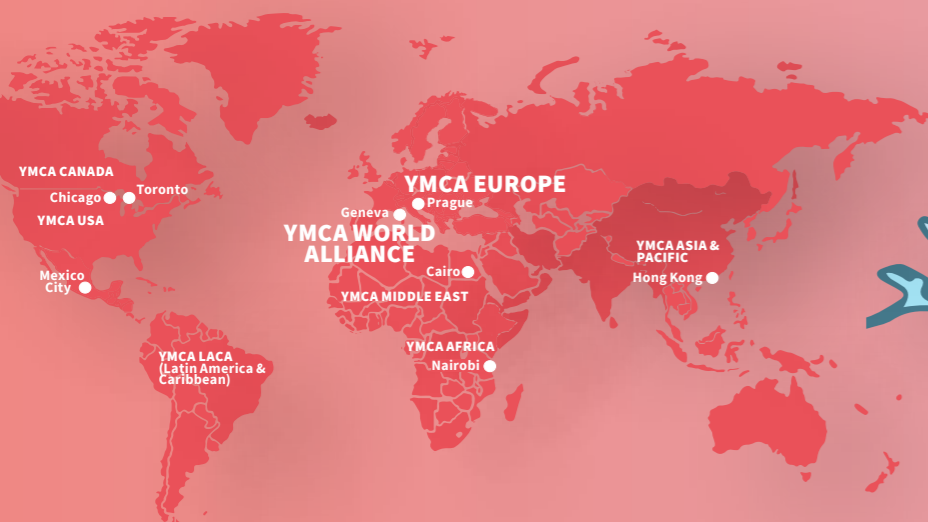 YMCA CANADA
Chicago
Toronto
YMCA USA
Mexico
City
YMCA LACA
(Latin America &
Caribbean)
YMCA EUROPE
Prague
Geneva
YMCA WORLD
ALLIANCE
Cairo
YMCA MIDDLE EAST
YMCA AFRICA
Nairobi
YMCA ASIA &
PACIFIC
Hong Kong